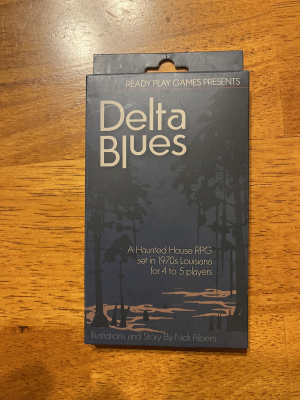 READY PLAY GAMES PRESENTS
Delta
Blues
A Haunted House RPG
set in 1970s Louisiana
for 4 to 5 players
Illustrations and Story By Nick Ribera